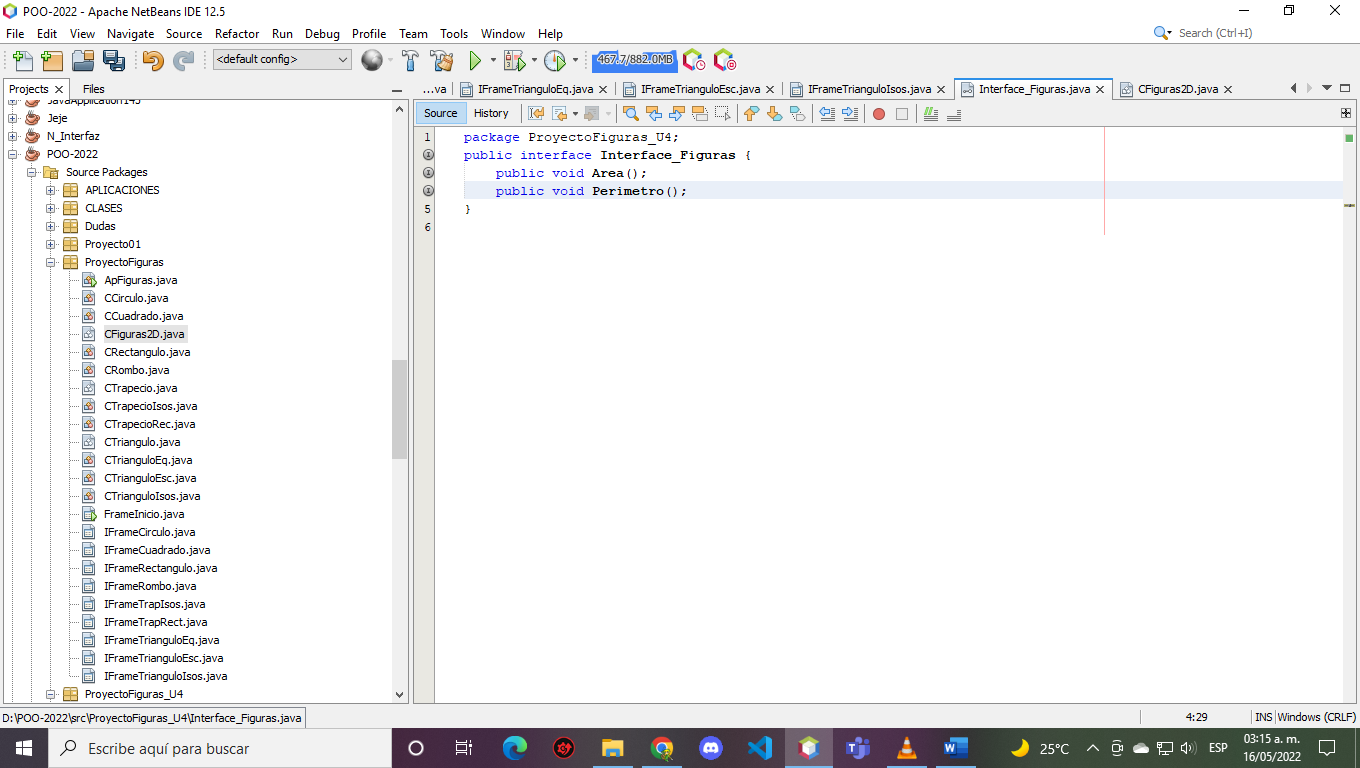 POO-2022 - Apache NetBeans IDE 12.5
File Edit View Navigate Source Refactor Run Debug Profile Team Tools Window Help
Search (Ctrl+I)
<default config>
467.7/882.0MB
Projects
Files
...va
IFrameTrianguloEq.java
IFrameTrianguloEsc.java
IFrameTrianguloIsos.java
Interface_Figuras.java
CFiguras2D.java
Source
History
JavaApplication145
Jeje
N_Interfaz
POO-2022
Source Packages
APLICACIONES
CLASES
Dudas
Proyecto01
ProyectoFiguras
ApFiguras.java
CCirculo.java
CCuadrado.java
CFiguras2D.java
CRectangulo.java
CRombo.java
CTrapecio.java
CTrapecioIsos.java
CTrapecioRec.java
CTriangulo.java
CTrianguloEq.java
CTrianguloEsc.java
CTrianguloIsos.java
FrameInicio.java
IFrameCirculo.java
IFrameCuadrado.java
IFrameRectangulo.java
IFrameRombo.java
IFrameTrapIsos.java
IFrameTrapRect.java
IFrameTrianguloEq.java
IFrameTrianguloEsc.java
IFrameTrianguloIsos.java
ProyectoFiguras_U4
1 package ProyectoFiguras_U4;
public interface Interface_Figuras {
public void Area();
public void Perimetro();
5 }
6
D:\POO-2022\src\ProyectoFiguras_U4\Interface_Figuras.java
4:29
INS
Windows (CRLF)
Escribe aquí para buscar
25°C
ESP
03:15 a. m.
16/05/2022